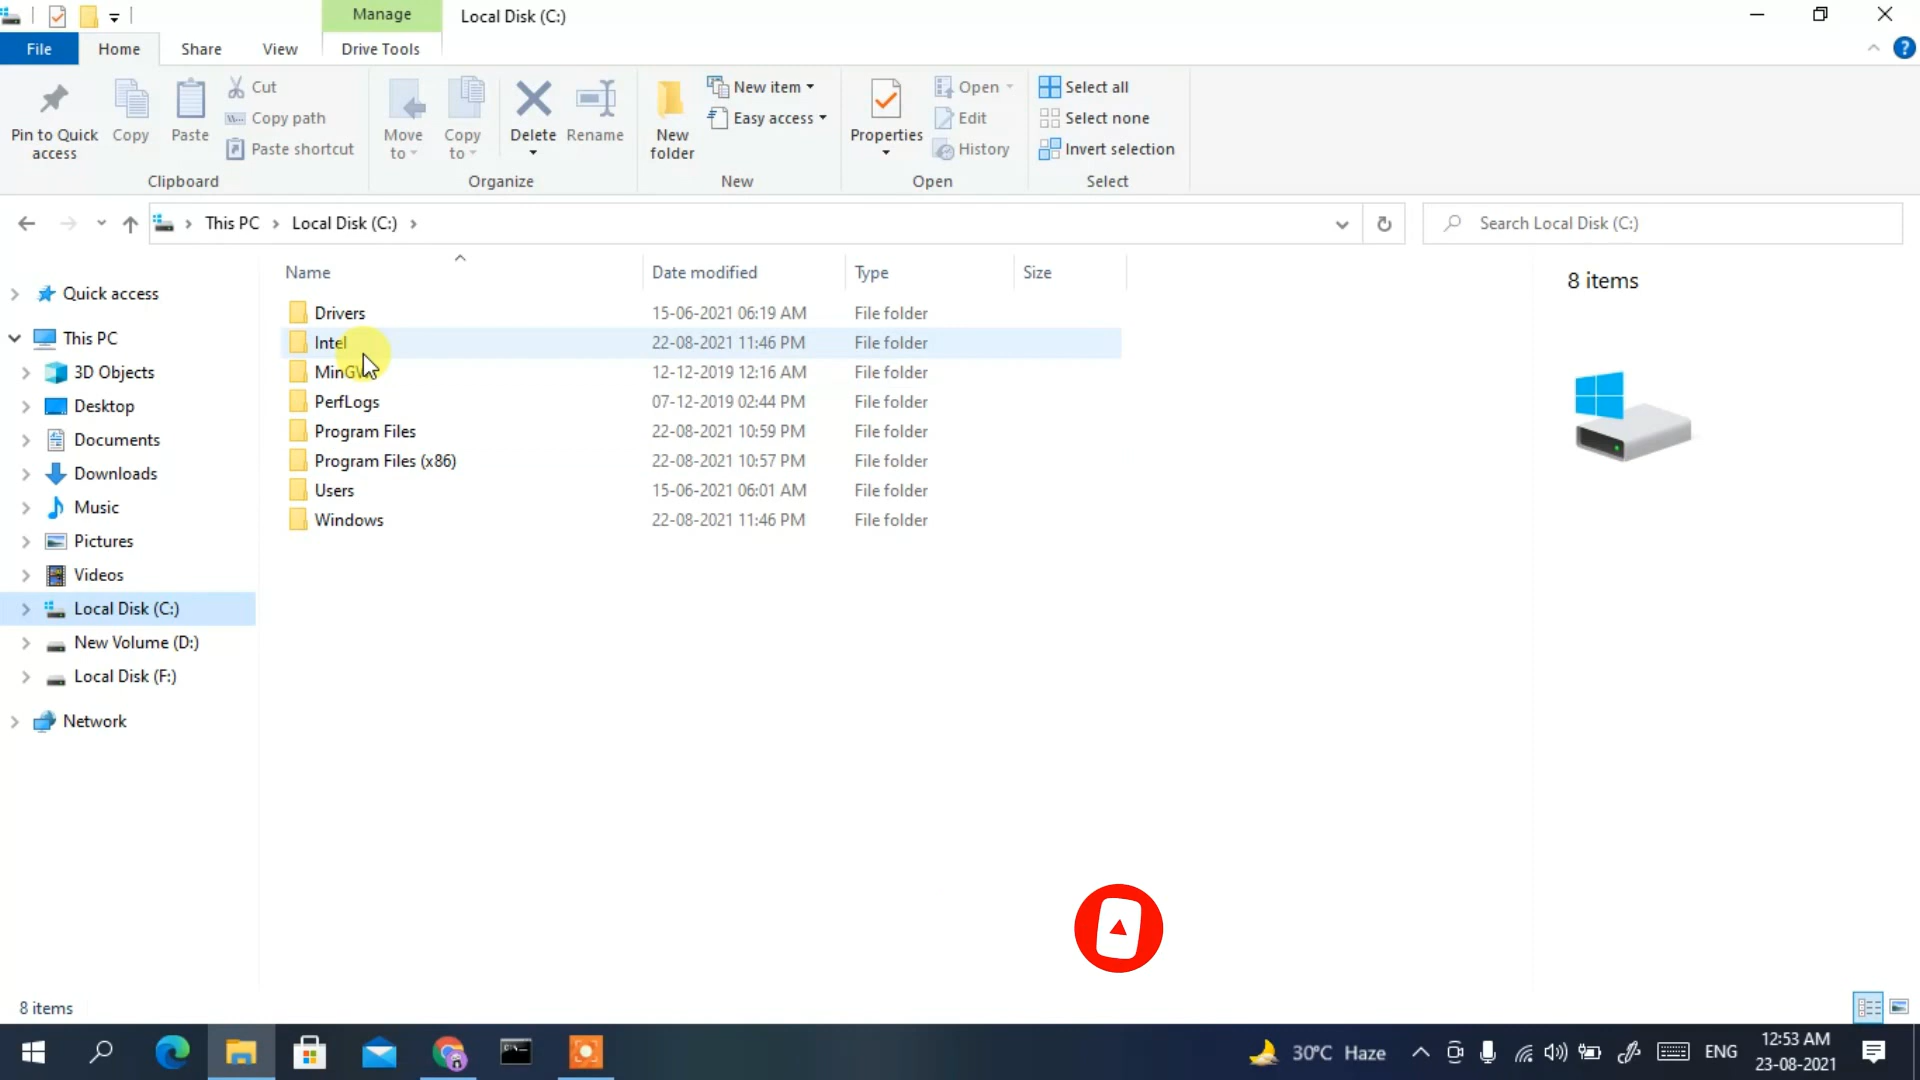 Manage
Local Disk (C:)
File
Home
Share
View
Drive Tools
Pin to Quick access
Copy
Paste
Cut
Copy path
Paste shortcut
Clipboard
Move to
Copy to
Delete
Rename
Organize
New folder
New item
Easy access
New
Properties
Open
Edit
History
Open
Select all
Select none
Invert selection
Select
This PC
Local Disk (C:)
Search Local Disk (C:)
Name
Date modified
Type
Size
Drivers 15-06-2021 06:19 AM File folder
Intel 22-08-2021 11:46 PM File folder
12-12-2019 12:16 AM File folder
PerfLogs 07-12-2019 02:44 PM File folder
Program Files 22-08-2021 10:59 PM File folder
Program Files (x86) 22-08-2021 10:57 PM File folder
Users 15-06-2021 06:01 AM File folder
Windows 22-08-2021 11:46 PM File folder
Quick access
This PC
3D Objects
Desktop
Documents
Downloads
Music
Pictures
Videos
Local Disk (C:)
New Volume (D:)
Local Disk (F:)
Network
8 items
8 items
30°C Haze
ENG
12:53 AM
23-08-2021